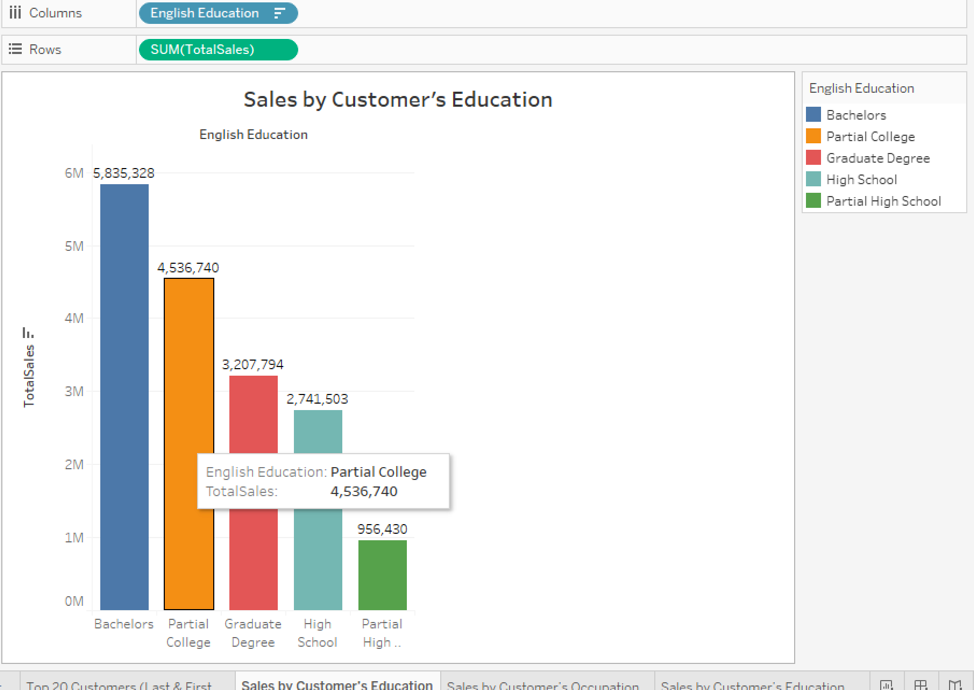 Columns
English Education
Rows
SUM(TotalSales)
Sales by Customer’s Education
English Education
6M
5M
4M
3M
2M
1M
0M
TotalSales
5,835,328
4,536,740
3,207,794
2,741,503
956,430
English Education: Partial College
TotalSales: 4,536,740
Bachelors
Partial
College
Graduate
Degree
High
School
Partial
High ..
English Education
Bachelors
Partial College
Graduate Degree
High School
Partial High School
Top 20 Customers (Last & First
Sales by Customer’s Education
Sales by Customer’s Occupation
Sales by Customer’s Education